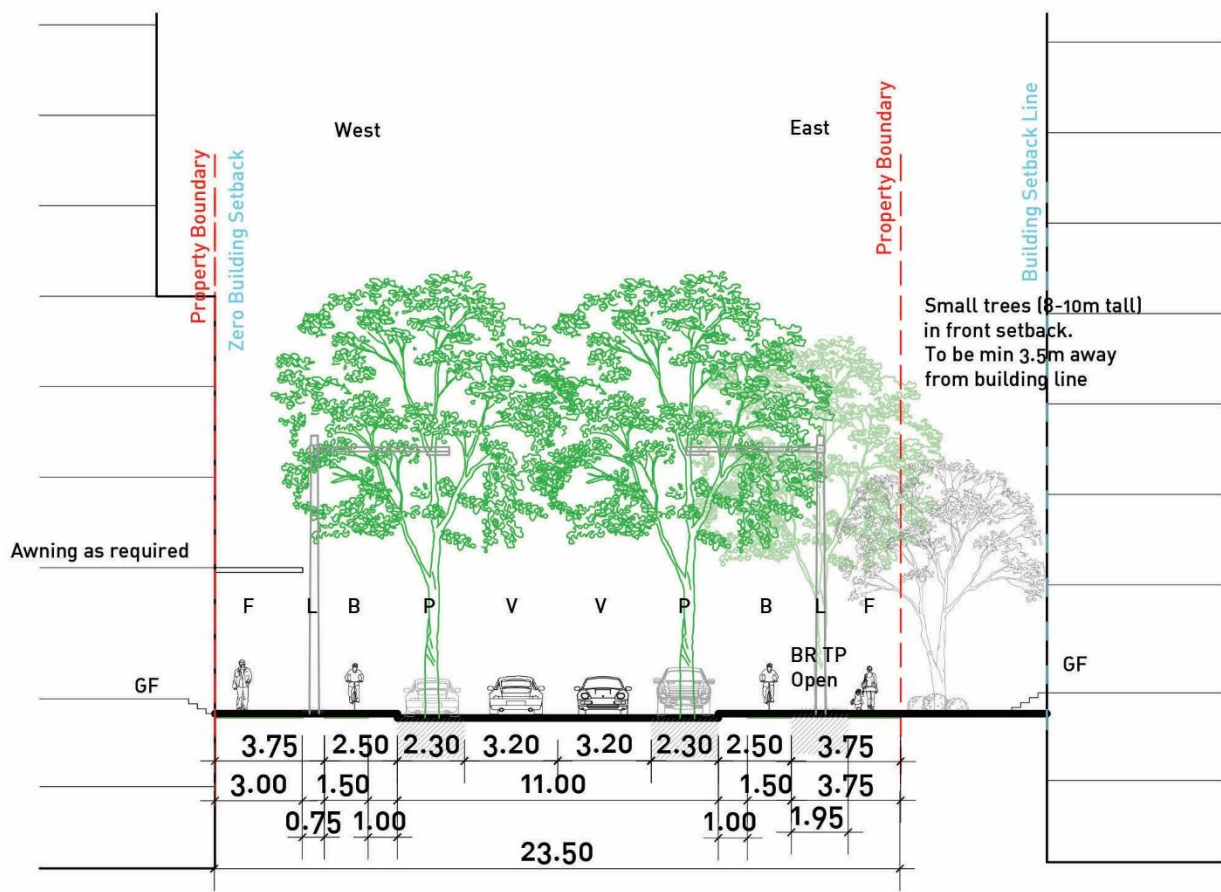 West
East
Property Boundary
Zero Building Setback
Property Boundary
Building Setback Line
Small trees (8-10m tall)
in front setback.
To be min 3.5m away
from building line
Awning as required
F L B P V V P B L F
BR TP
Open
GF
GF
3.75 2.50 2.30 3.20 3.20 2.30 2.50 3.75
3.00 1.50 11.00 1.50 3.75
0.75 1.00 1.00 1.95
23.50